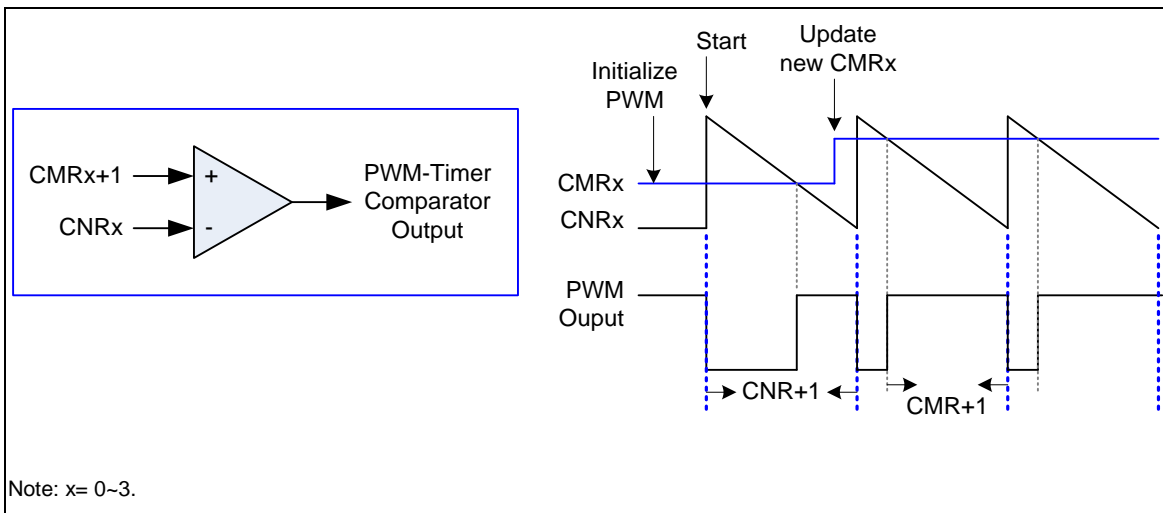 CMRx+1
+
CNRx
-
PWM-Timer
Comparator
Output
Initialize
PWM
Start
Update
new CMRx
CMRx
CNRx
PWM
Ouput
CNR+1
CMR+1
Note: x= 0~3.